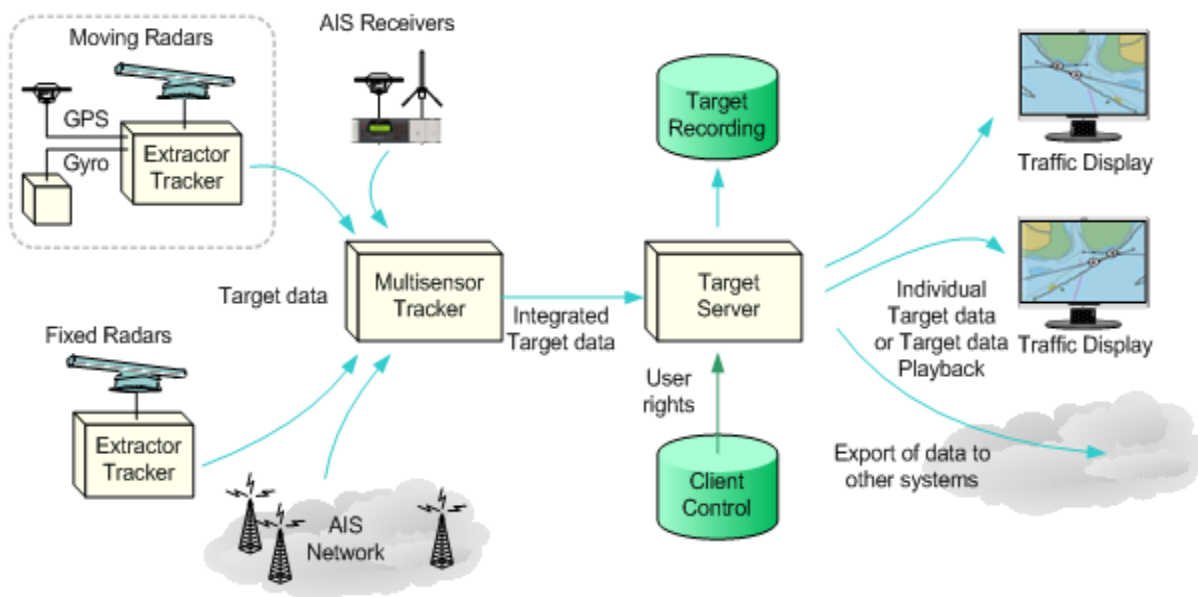 Moving Radars
GPS
Gyro
Extractor
Tracker
AIS Receivers
Target
Recording
Traffic Display
Target data
Multisensor
Tracker
Integrated
Target data
Target
Server
Individual
Target data
or Target data
Playback
Traffic Display
Fixed Radars
Extractor
Tracker
AIS
Network
User
rights
Client
Control
Export of data to
other systems